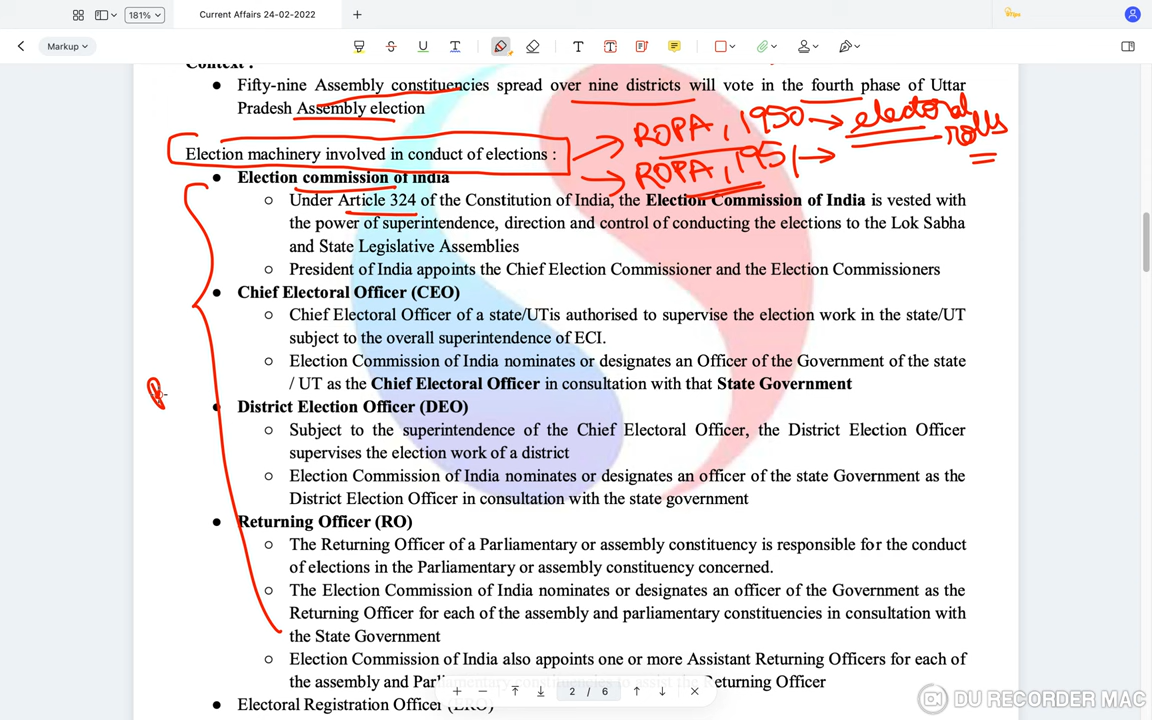 181%
Current Affairs 24-02-2022
Markup
Context :
● Fifty-nine Assembly constituencies spread over nine districts will vote in the fourth phase of Uttar
Pradesh Assembly election
ROPA, 1950 → electoral rolls
Election machinery involved in conduct of elections :
ROPA, 1951 →
● Election commission of india
○ Under Article 324 of the Constitution of India, the Election Commission of India is vested with
the power of superintendence, direction and control of conducting the elections to the Lok Sabha
and State Legislative Assemblies
○ President of India appoints the Chief Election Commissioner and the Election Commissioners
● Chief Electoral Officer (CEO)
○ Chief Electoral Officer of a state/UTis authorised to supervise the election work in the state/UT
subject to the overall superintendence of ECI.
○ Election Commission of India nominates or designates an Officer of the Government of the state
/ UT as the Chief Electoral Officer in consultation with that State Government
● District Election Officer (DEO)
○ Subject to the superintendence of the Chief Electoral Officer, the District Election Officer
supervises the election work of a district
○ Election Commission of India nominates or designates an officer of the state Government as the
District Election Officer in consultation with the state government
● Returning Officer (RO)
○ The Returning Officer of a Parliamentary or assembly constituency is responsible for the conduct
of elections in the Parliamentary or assembly constituency concerned.
○ The Election Commission of India nominates or designates an officer of the Government as the
Returning Officer for each of the assembly and parliamentary constituencies in consultation with
the State Government
○ Election Commission of India also appoints one or more Assistant Returning Officers for each of
the assembly and Parliamentary constituencies to assist the Returning Officer
2 / 6
● Electoral Registration Officer (ERO)
DU RECORDER MAC